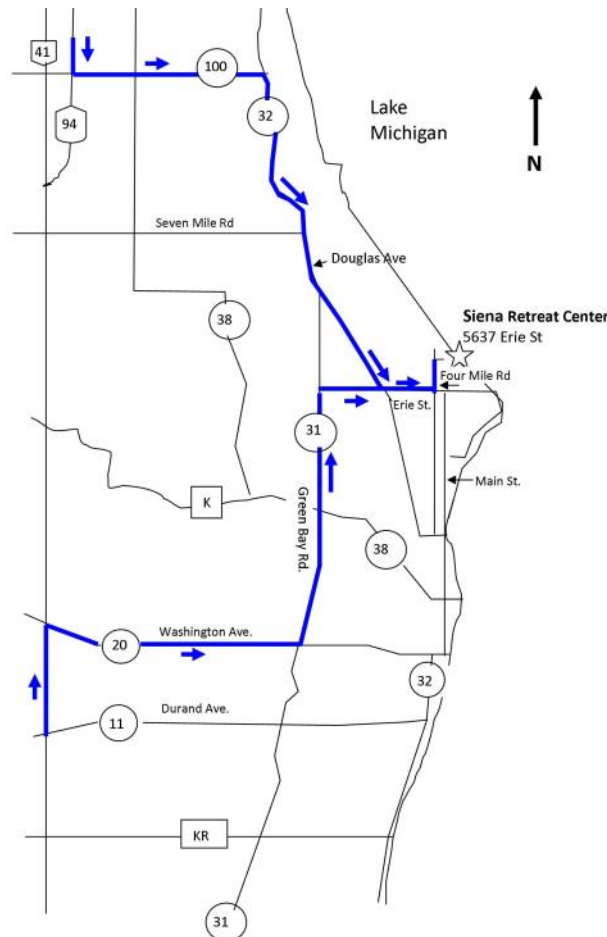 41
100
94
32
Lake
Michigan
N
Seven Mile Rd
Douglas Ave
Siena Retreat Center
5637 Erie St
38
Four Mile Rd
Erie St.
31
Main St.
K
Green Bay Rd.
38
Washington Ave.
20
32
Durand Ave.
11
KR
31